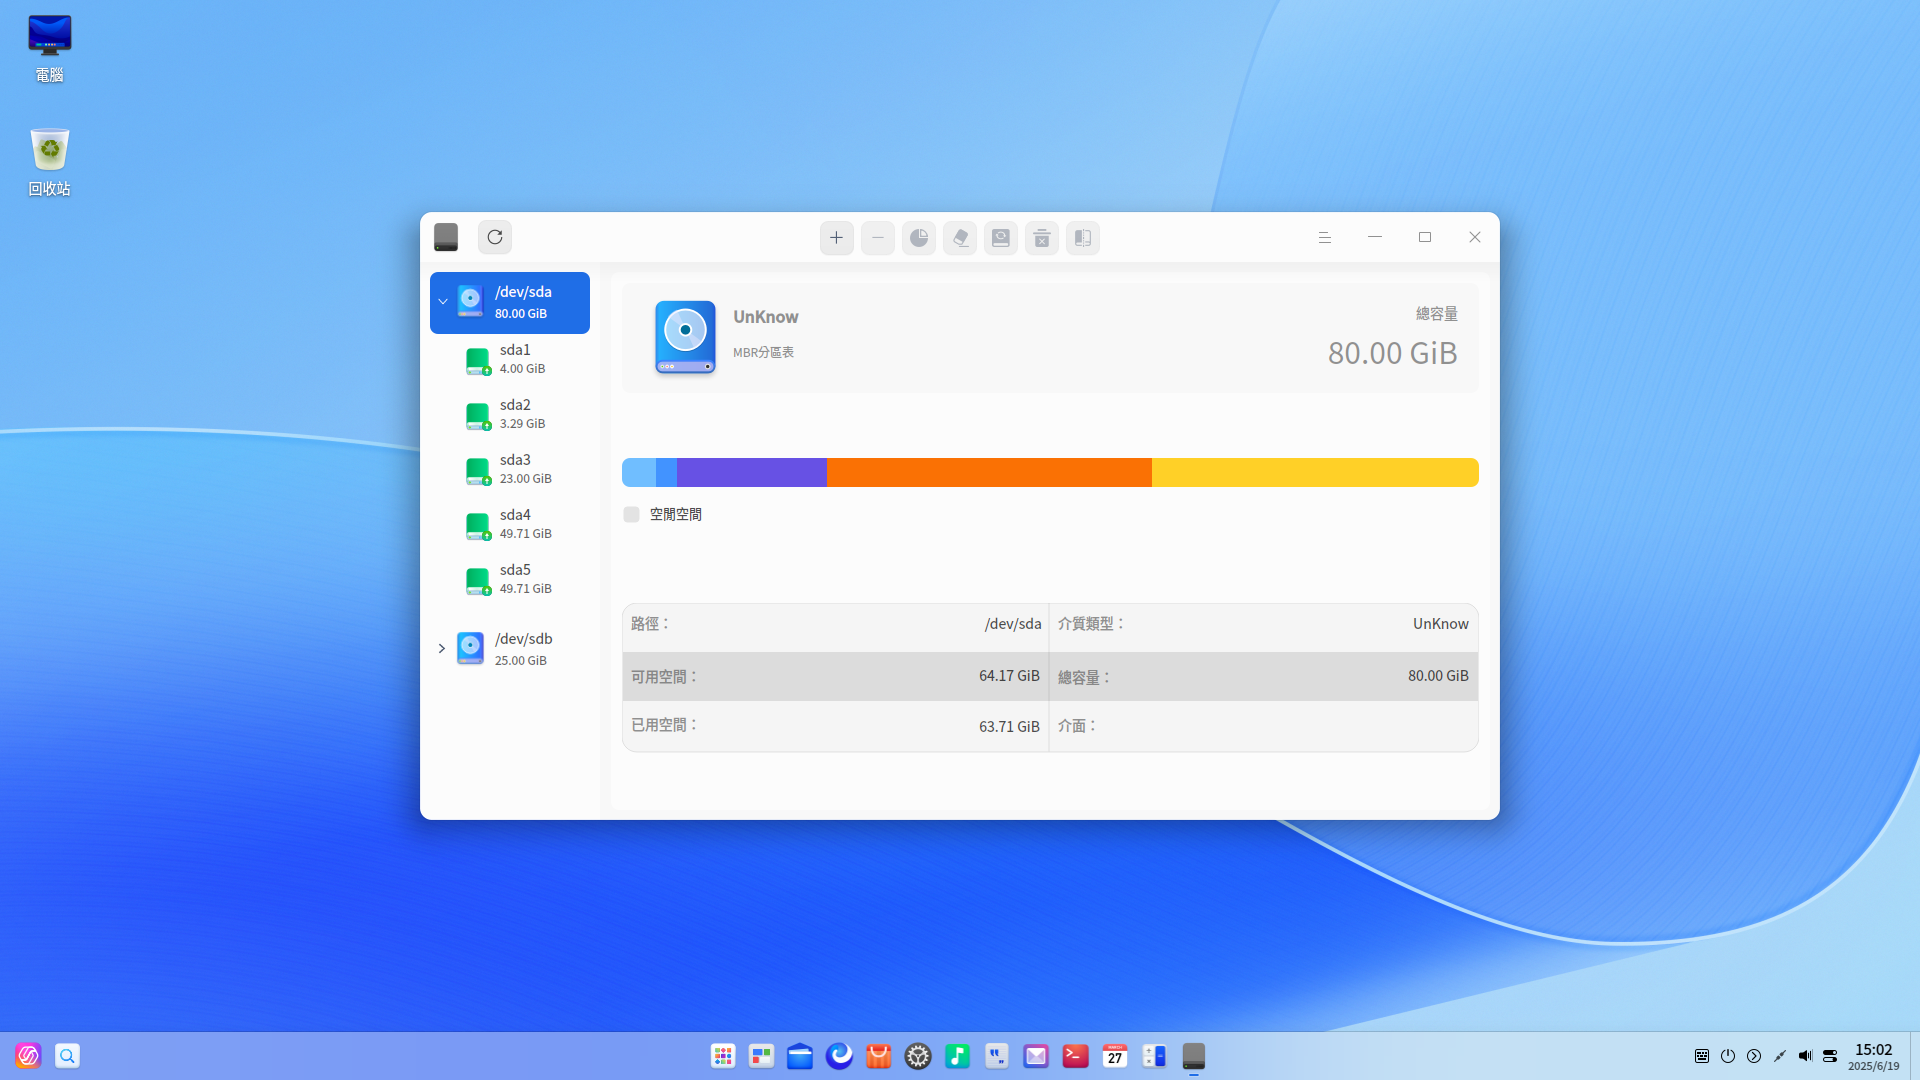 電腦
回收站
/dev/sda
80.00 GiB
sda1
4.00 GiB
sda2
3.29 GiB
sda3
23.00 GiB
sda4
49.71 GiB
sda5
49.71 GiB
/dev/sdb
25.00 GiB
UnKnow
MBR分區表
總容量
80.00 GiB
空閒空間
路徑： /dev/sda 介質類型： UnKnow
可用空間： 64.17 GiB 總容量： 80.00 GiB
已用空間： 63.71 GiB 介面：
MARCH
27
15:02
2025/6/19